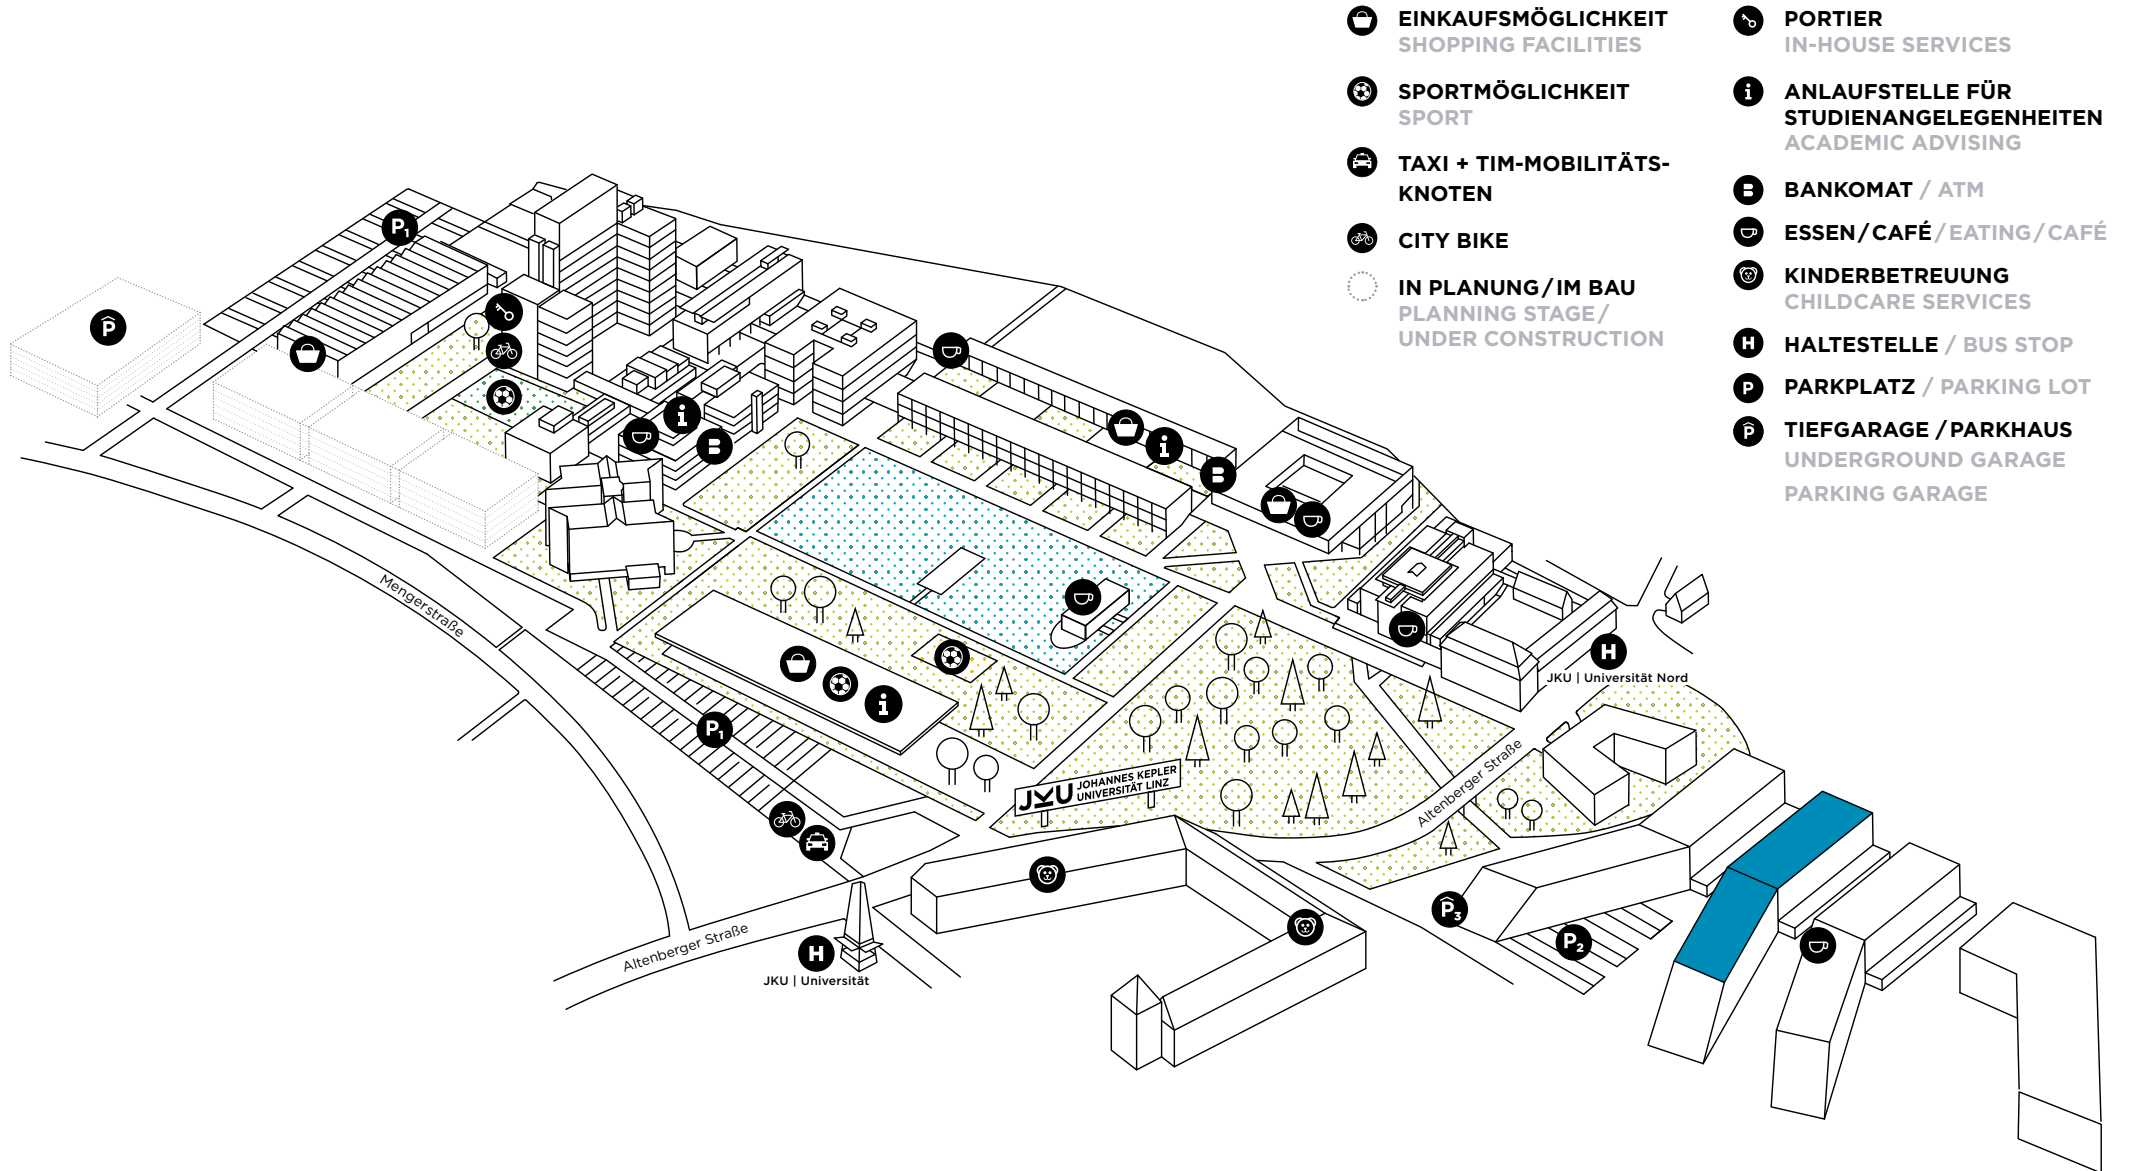 EINKAUFSMÖGLICHKEIT
SHOPPING FACILITIES
SPORTMÖGLICHKEIT
SPORT
TAXI + TIM-MOBILITÄTS-
KNOTEN
CITY BIKE
IN PLANUNG/IM BAU
PLANNING STAGE/
UNDER CONSTRUCTION
PORTIER
IN-HOUSE SERVICES
i
ANLAUFSTELLE FÜR
STUDIENANGELEGENHEITEN
ACADEMIC ADVISING
B
BANKOMAT / ATM
ESSEN/CAFÉ/EATING/CAFÉ
KINDERBETREUUNG
CHILDCARE SERVICES
H
HALTESTELLE / BUS STOP
P
PARKPLATZ / PARKING LOT
P
TIEFGARAGE /PARKHAUS
UNDERGROUND GARAGE
PARKING GARAGE
P1
P
i
B
i
B
i
P1
Mengerstraße
H
JKU | Universität Nord
JKU JOHANNES KEPLER
UNIVERSITÄT LINZ
Altenberger Straße
P3
P2
Altenberger Straße
H
JKU | Universität